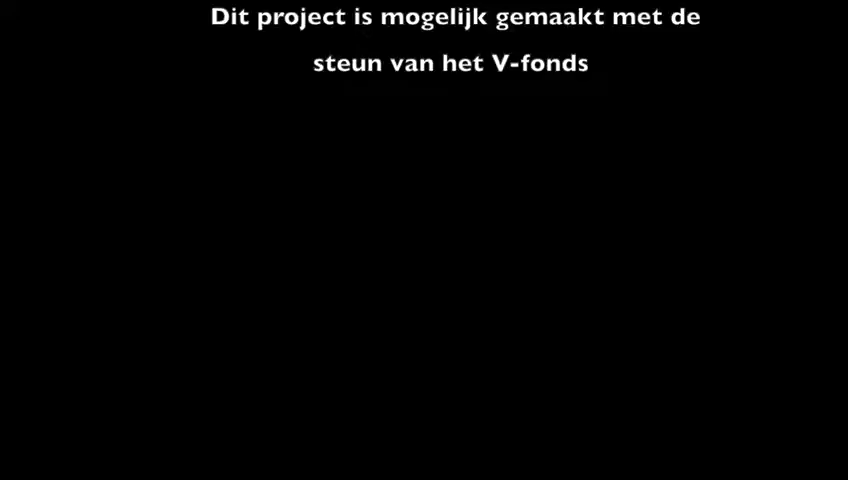 Dit project is mogelijk gemaakt met de
steun van het V-fonds